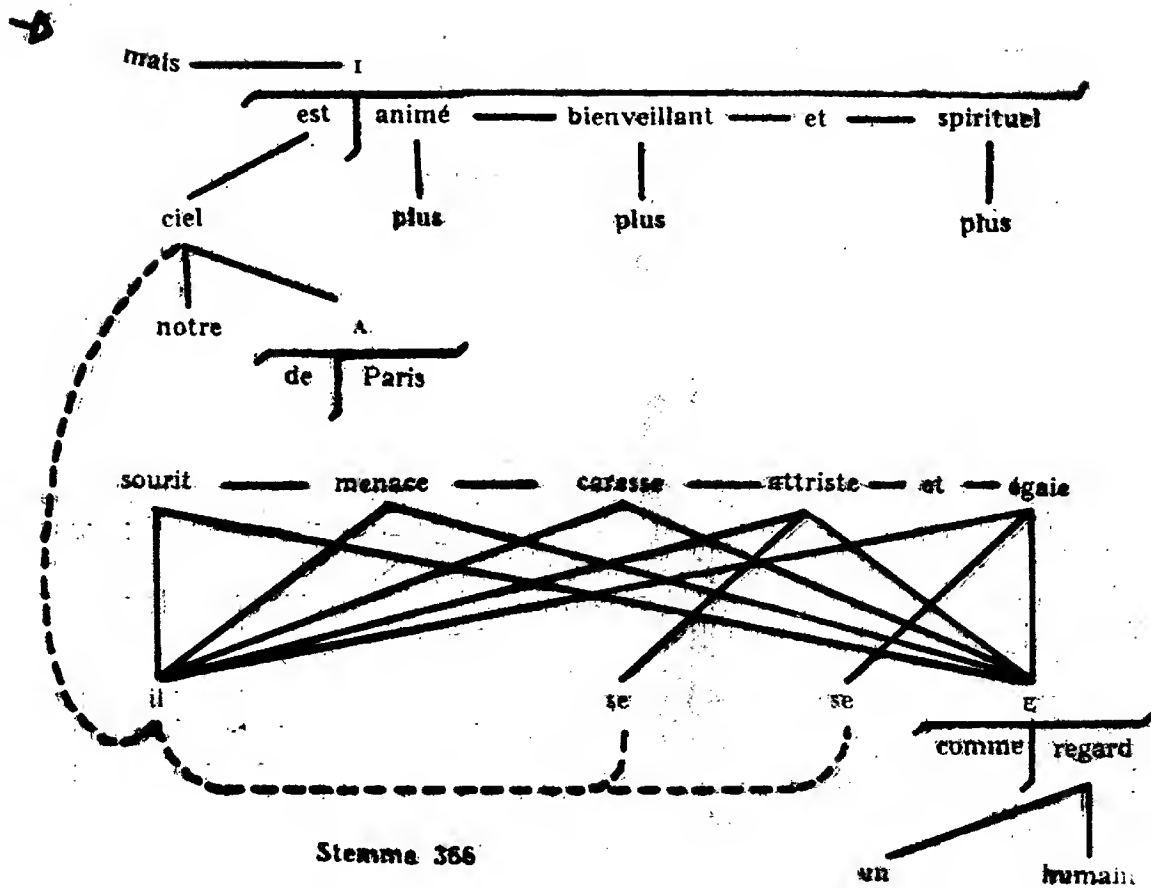 mais I
est animé bienveillant et spirituel
ciel plus plus plus
notre A
de Paris
sourit menace caresse attriste et égaie
il se se E
comme regard
Stemma 366
un humain